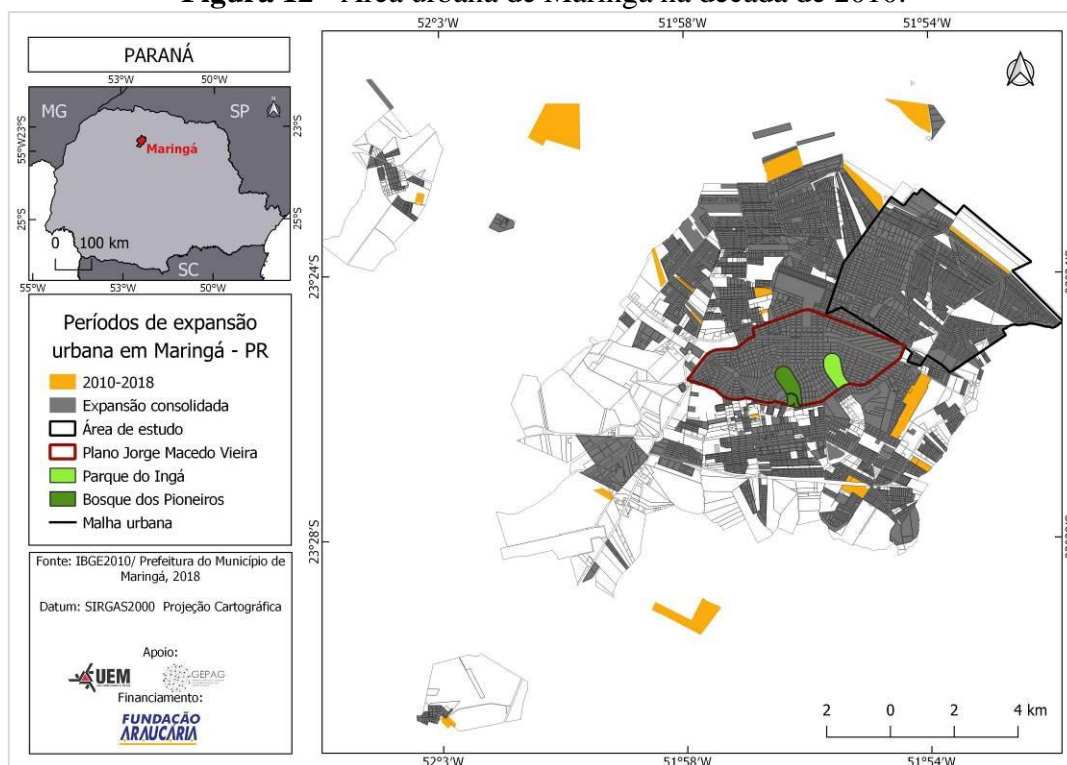 Figura 12 - Área urbana de Maringá na década de 2010.
PARANÁ
53°W
50°W
MG
SP
N
23°S
55°W23°S
Maringá
25°S
25°S
0 100 km
SC
55°W
53°W
50°W
Períodos de expansão
urbana em Maringá - PR
2010-2018
Expansão consolidada
Área de estudo
Plano Jorge Macedo Vieira
Parque do Ingá
Bosque dos Pioneiros
Malha urbana
Fonte: IBGE2010/ Prefeitura do Município de
Maringá, 2018
Datum: SIRGAS2000 Projeção Cartográfica
Apoio:
UEM
GEPAG
Financiamento:
FUNDAÇÃO
ARAUCÁRIA
52°3'W
51°58'W
51°54'W
23°24'S
23°28'S
2 0 2 4 km
52°3'W
51°58'W
51°54'W